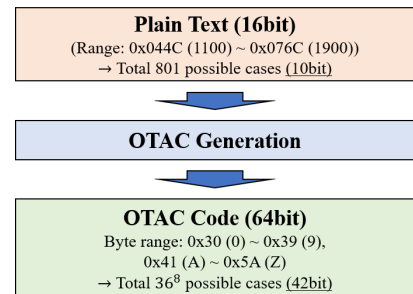 Plain Text (16bit)
(Range: 0x044C (1100) ~ 0x076C (1900))
→ Total 801 possible cases (10bit)
OTAC Generation
OTAC Code (64bit)
Byte range: 0x30 (0) ~ 0x39 (9),
0x41 (A) ~ 0x5A (Z)
→ Total 36⁸ possible cases (42bit)